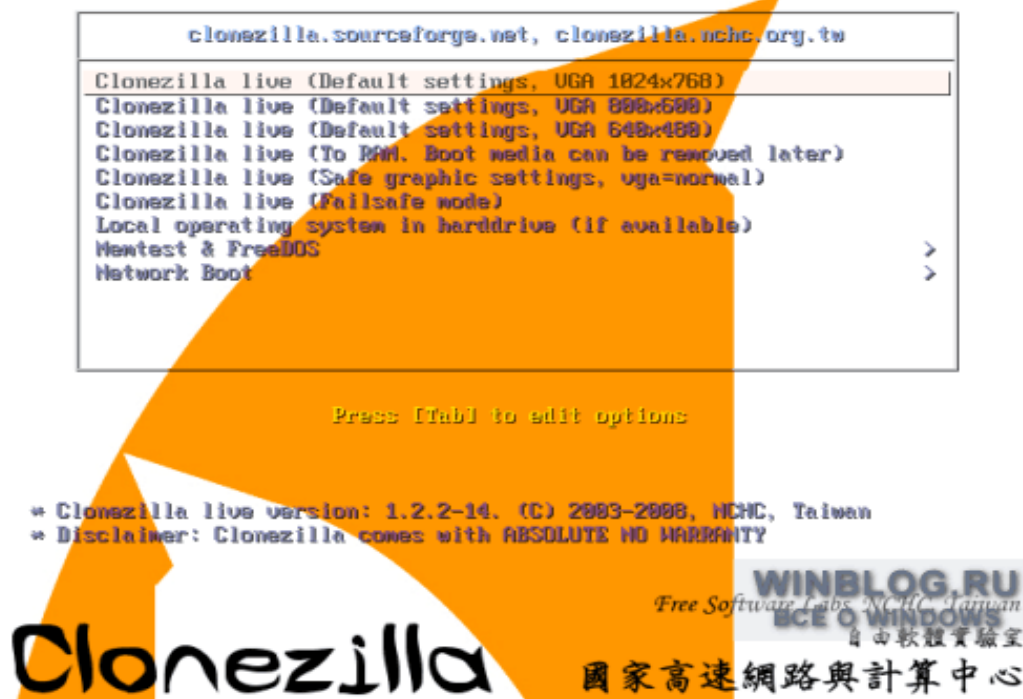 clonezilla.sourceforge.net, clonezilla.nchc.org.tw
Clonezilla live (Default settings, VGA 1024x768)
Clonezilla live (Default settings, VGA 800x600)
Clonezilla live (Default settings, VGA 640x480)
Clonezilla live (To RAM. Boot media can be removed later)
Clonezilla live (Safe graphic settings, vga=normal)
Clonezilla live (Failsafe mode)
Local operating system in harddrive (if available)
Memtest & FreeDOS >
Network Boot >
Press [Tab] to edit options
* Clonezilla live version: 1.2.2-14. (C) 2003-2008, NCHC, Taiwan
* Disclaimer: Clonezilla comes with ABSOLUTE NO WARRANTY
WINBLOG.RU
Free Software Labs, NCHC, Taiwan
ВСЕ О WINDOWS
自由軟體實驗室
Clonezilla
國家高速網路與計算中心